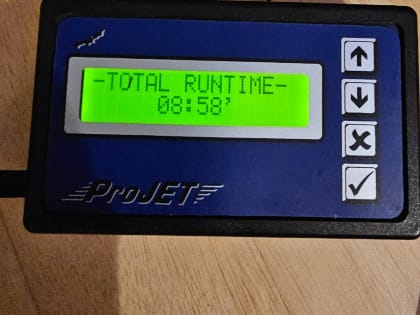 -TOTAL RUNTIME-
08:58'
ProJET